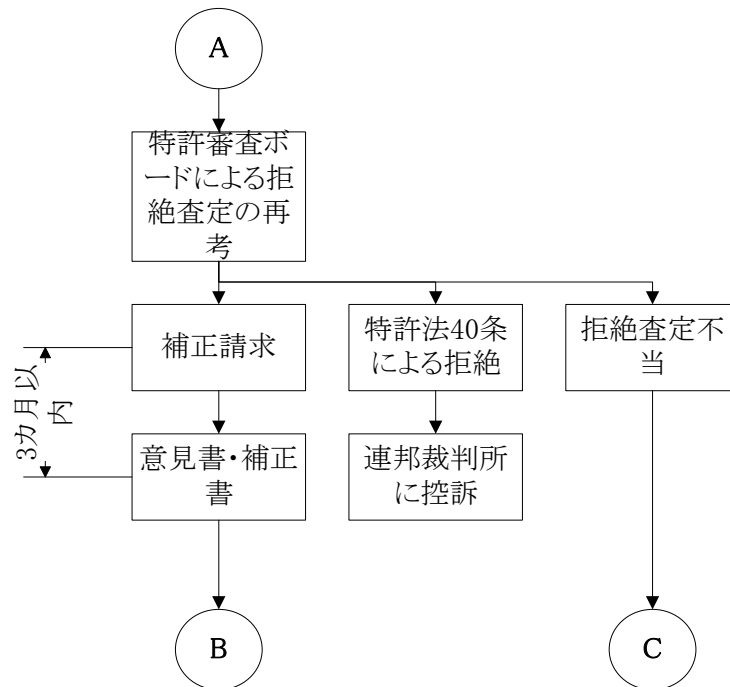 A
特許審査ボ
ードによる拒
絶査定の再
考
補正請求
特許法40条
による拒絶
拒絶査定不
当
3カ月以
内
意見書・補正
書
連邦裁判所
に控訴
B
C